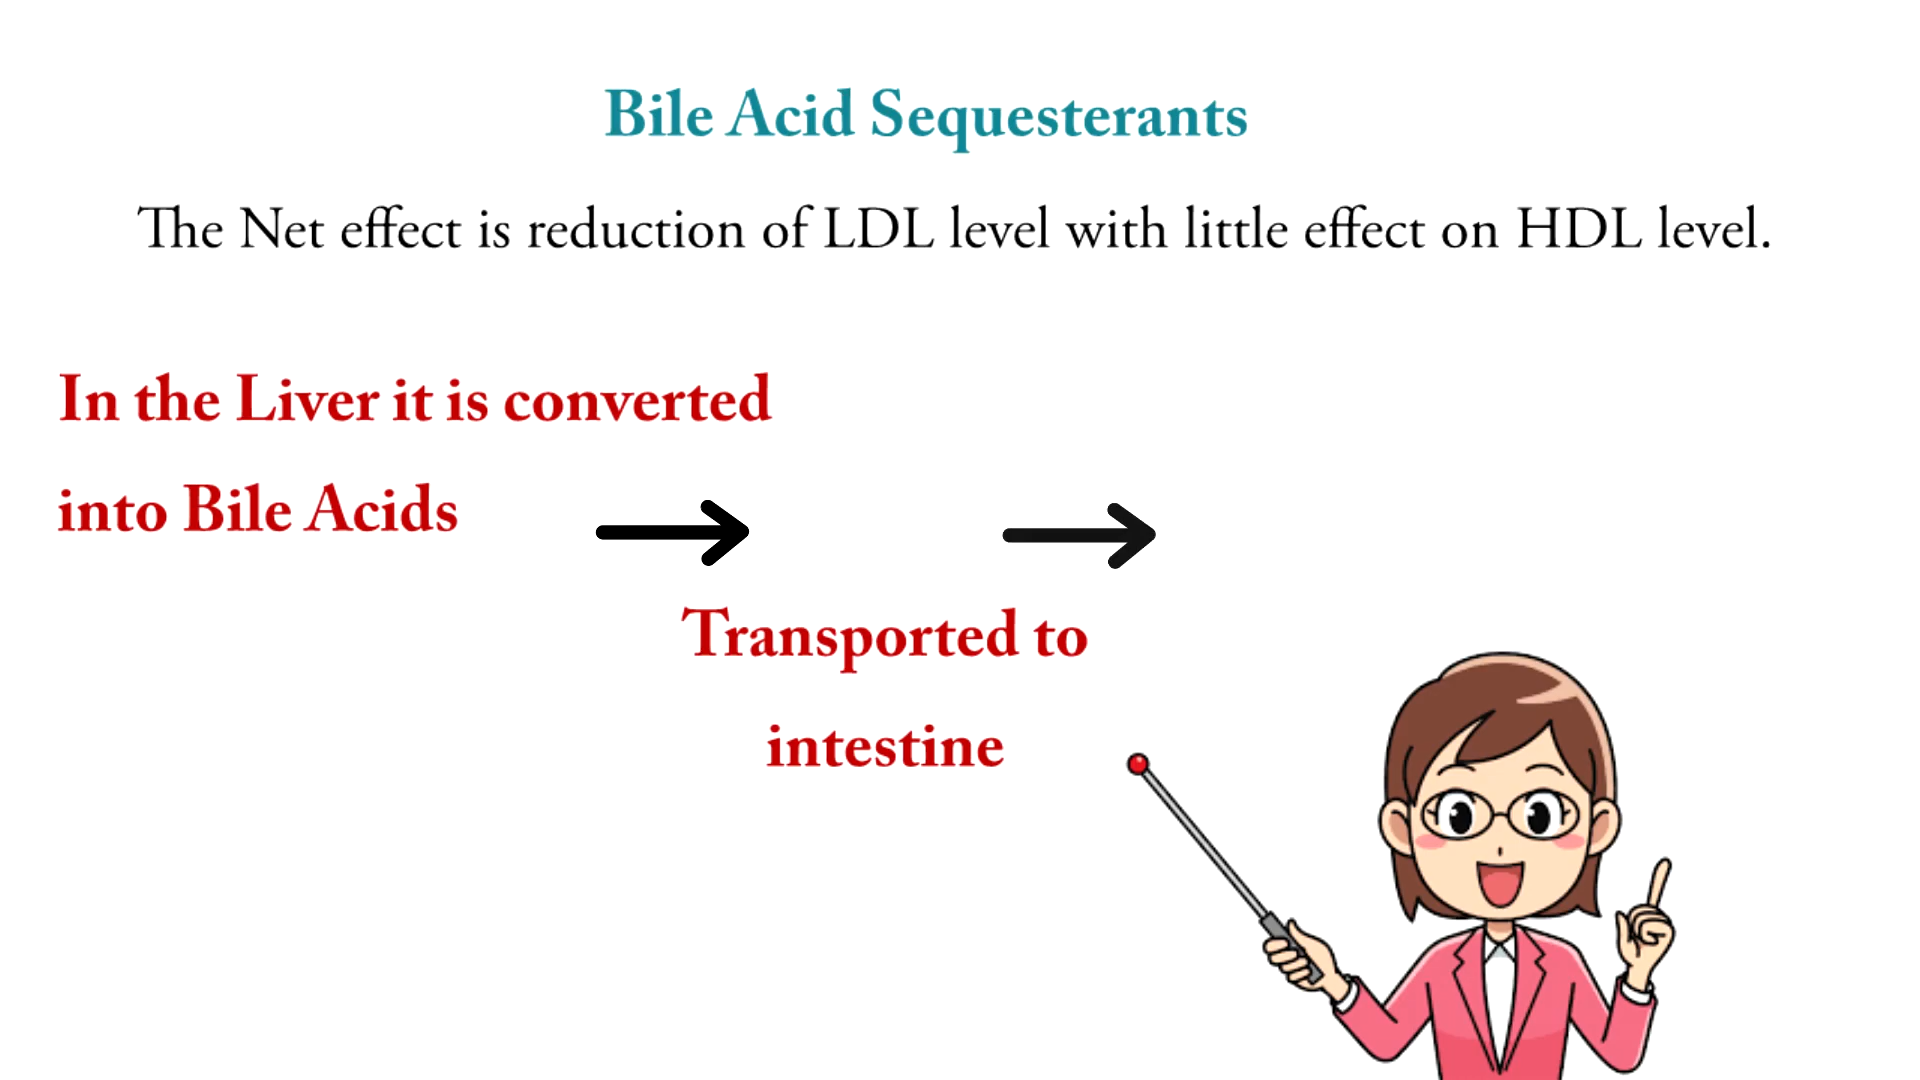 Bile Acid Sequesterants
The Net effect is reduction of LDL level with little effect on HDL level.
In the Liver it is converted
into Bile Acids
Transported to
intestine